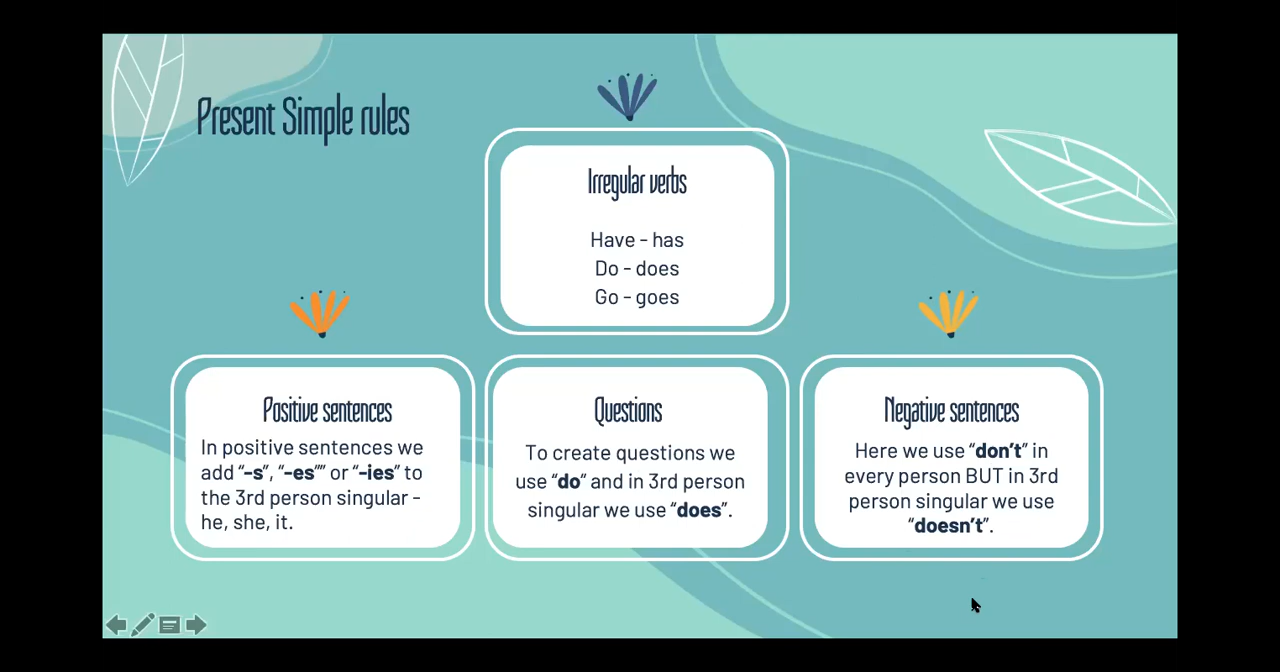 Present Simple rules
Irregular verbs
Have - has
Do - does
Go - goes
Positive sentences
In positive sentences we
add “-s”, “-es”” or “-ies” to
the 3rd person singular -
he, she, it.
Questions
To create questions we
use “do” and in 3rd person
singular we use “does”.
Negative sentences
Here we use “don’t” in
every person BUT in 3rd
person singular we use
“doesn’t”.